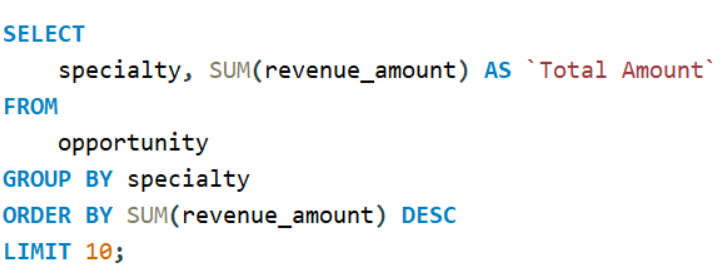 SELECT
    specialty, SUM(revenue_amount) AS `Total Amount`
FROM
    opportunity
GROUP BY specialty
ORDER BY SUM(revenue_amount) DESC
LIMIT 10;